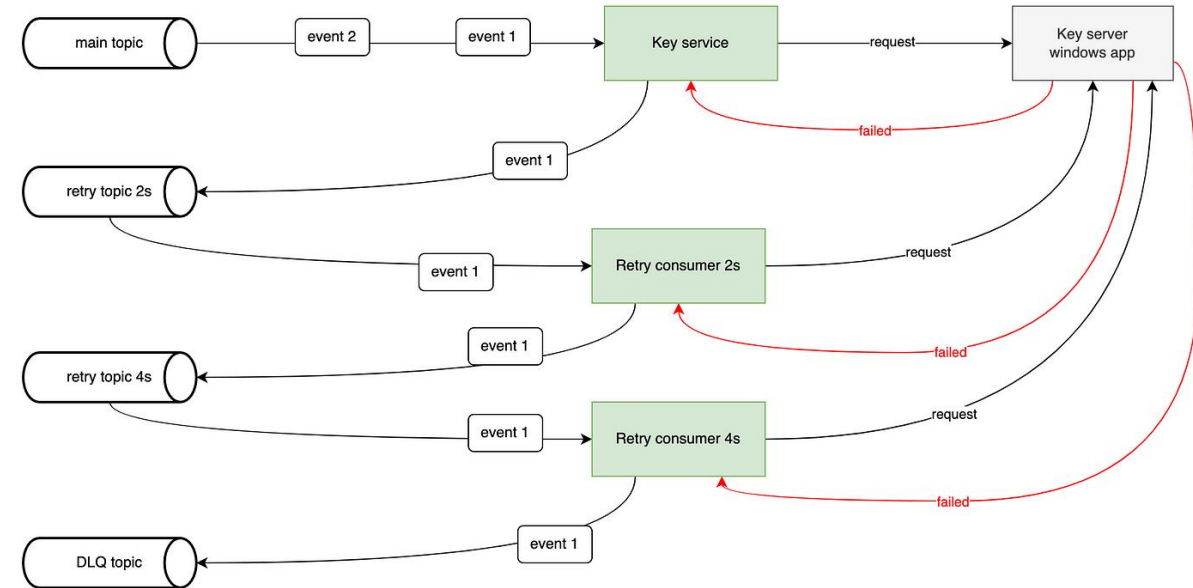 main topic
event 2
event 1
Key service
request
Key server
windows app
failed
event 1
retry topic 2s
request
Retry consumer 2s
event 1
event 1
failed
retry topic 4s
request
event 1
Retry consumer 4s
failed
event 1
DLQ topic